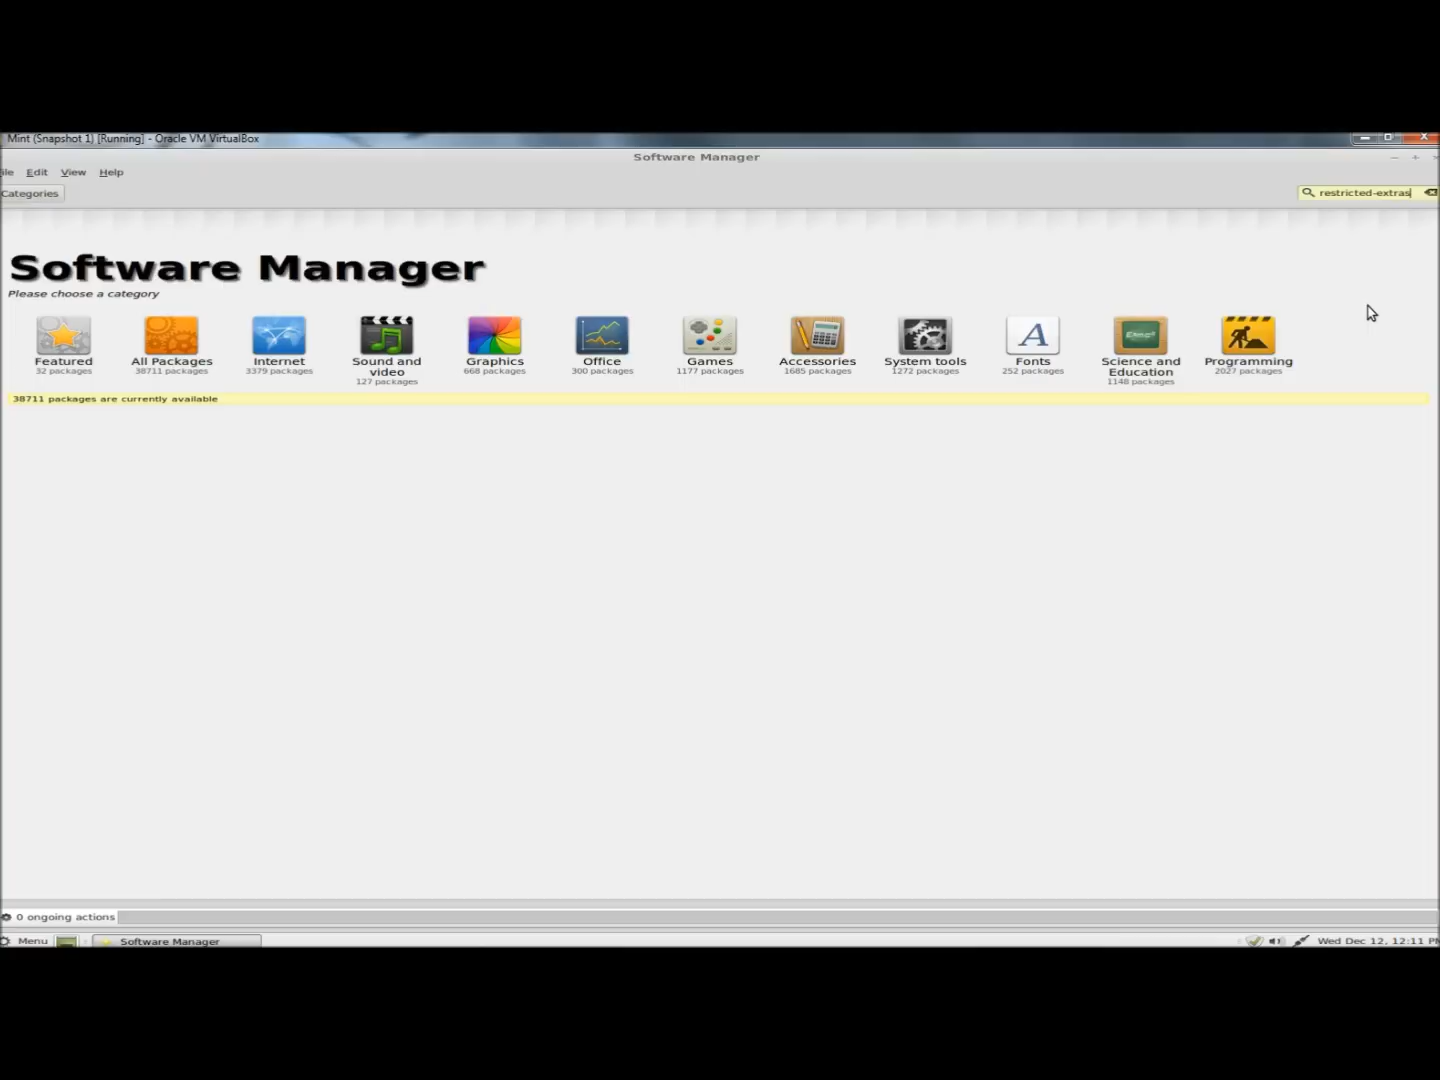 Mint (Snapshot 1) [Running] - Oracle VM VirtualBox
Software Manager
ile Edit View Help
Categories
restricted-extras
Software Manager
Please choose a category
Featured
32 packages
All Packages
38711 packages
Internet
3379 packages
Sound and
video
127 packages
Graphics
668 packages
Office
300 packages
Games
1177 packages
Accessories
1685 packages
System tools
1272 packages
Fonts
252 packages
Science and
Education
1148 packages
Programming
2027 packages
38711 packages are currently available
0 ongoing actions
Menu
Software Manager
Wed Dec 12, 12:11 PM